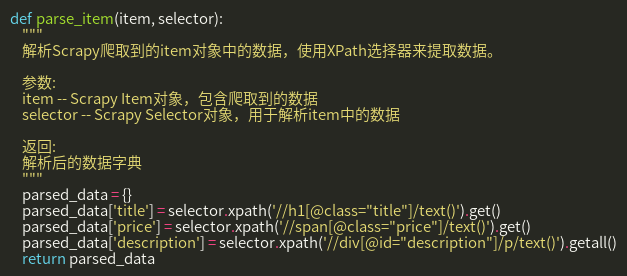 def parse_item(item, selector):
    """
    解析Scrapy爬取到的item对象中的数据，使用XPath选择器来提取数据。

    参数:
    item -- Scrapy Item对象，包含爬取到的数据
    selector -- Scrapy Selector对象，用于解析item中的数据

    返回:
    解析后的数据字典
    """
    parsed_data = {}
    parsed_data['title'] = selector.xpath('//h1[@class="title"]/text()').get()
    parsed_data['price'] = selector.xpath('//span[@class="price"]/text()').get()
    parsed_data['description'] = selector.xpath('//div[@id="description"]/p/text()').getall()
    return parsed_data